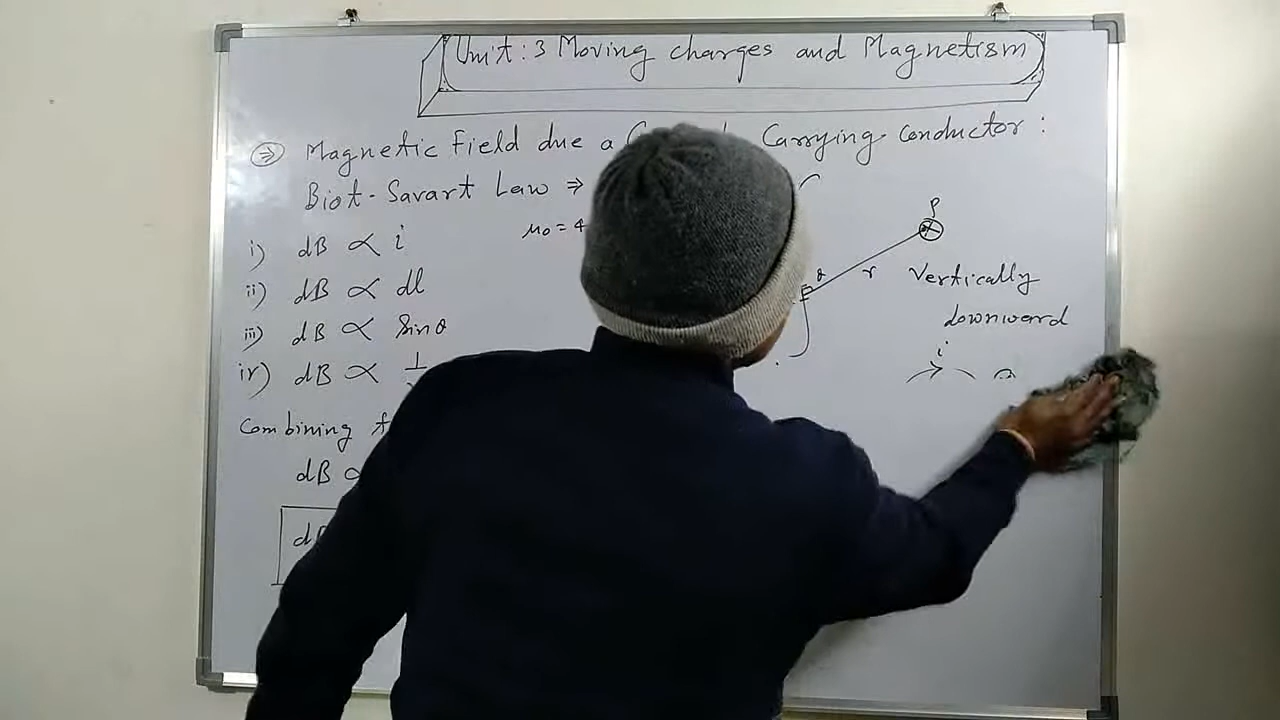 Unit : 3 Moving charges and Magnetism
⇒ Magnetic Field due a Carrying Conductor :
Biot - Savart Law ⇒
μ₀ = 4
i) dB ∝ i
ii) dB ∝ dl
iii) dB ∝ Sinθ
iv) dB ∝ 1
Combining
dB ∝
P
θ
r
Vertically
downward
i